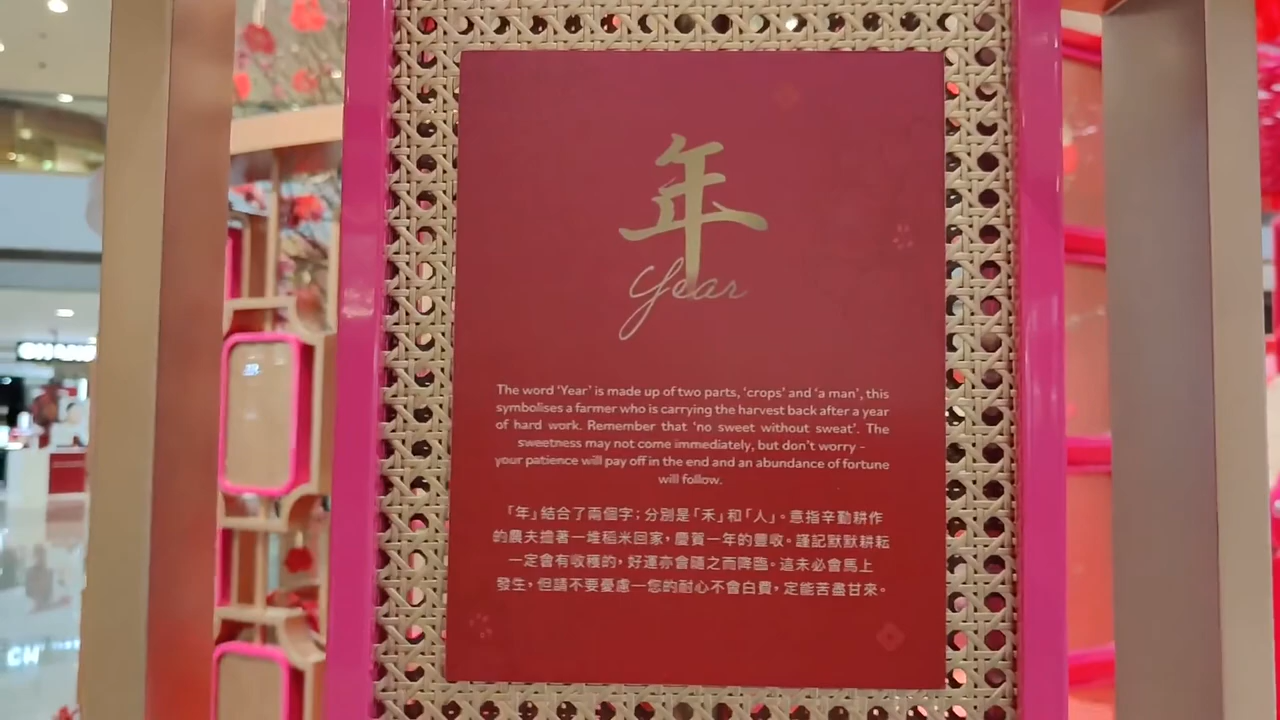 年
Year
The word ‘Year’ is made up of two parts, ‘crops’ and ‘a man’, this
symbolises a farmer who is carrying the harvest back after a year
of hard work. Remember that ‘no sweet without sweat’. The
sweetness may not come immediately, but don’t worry –
your patience will pay off in the end and an abundance of fortune
will follow.
「年」結合了兩個字；分別是「禾」和「人」。意指辛勤耕作
的農夫擔著一堆稻米回家，慶賀一年的豐收。謹記默默耕耘
一定會有收穫的，好運亦會隨之而降臨。這未必會馬上
發生，但請不要憂慮—您的耐心不會白費，定能苦盡甘來。